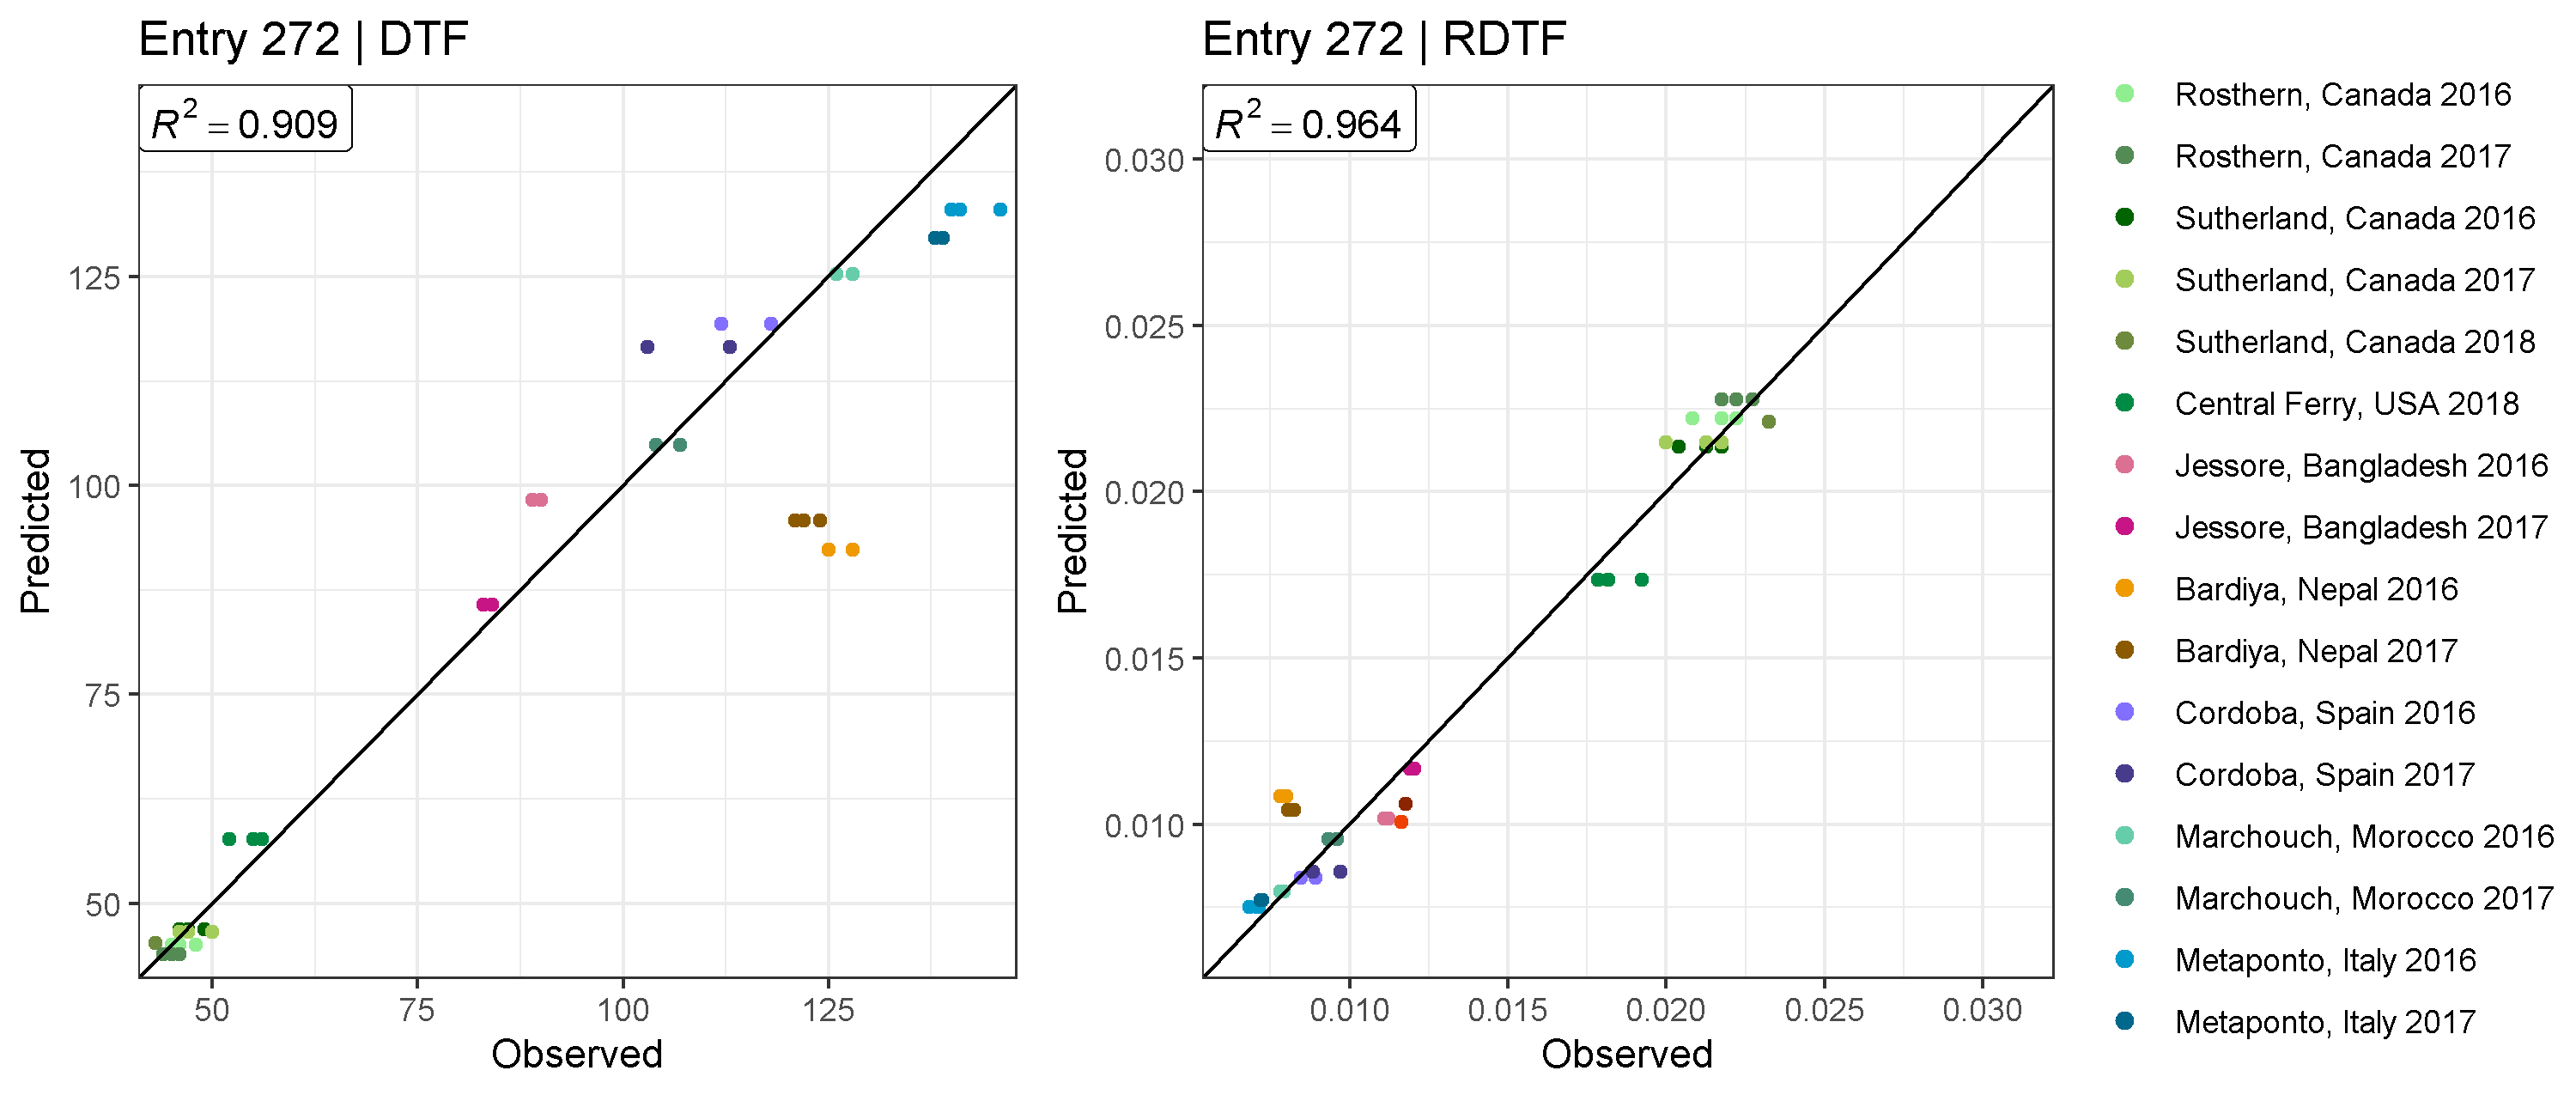 Entry 272 | DTF
R² = 0.909
125
100
75
50
50
75
100
125
Observed
Predicted
Entry 272 | RDTF
R² = 0.964
0.030
0.025
0.020
0.015
0.010
0.010
0.015
0.020
0.025
0.030
Observed
Predicted
Rosthern, Canada 2016
Rosthern, Canada 2017
Sutherland, Canada 2016
Sutherland, Canada 2017
Sutherland, Canada 2018
Central Ferry, USA 2018
Jessore, Bangladesh 2016
Jessore, Bangladesh 2017
Bardiya, Nepal 2016
Bardiya, Nepal 2017
Cordoba, Spain 2016
Cordoba, Spain 2017
Marchouch, Morocco 2016
Marchouch, Morocco 2017
Metaponto, Italy 2016
Metaponto, Italy 2017